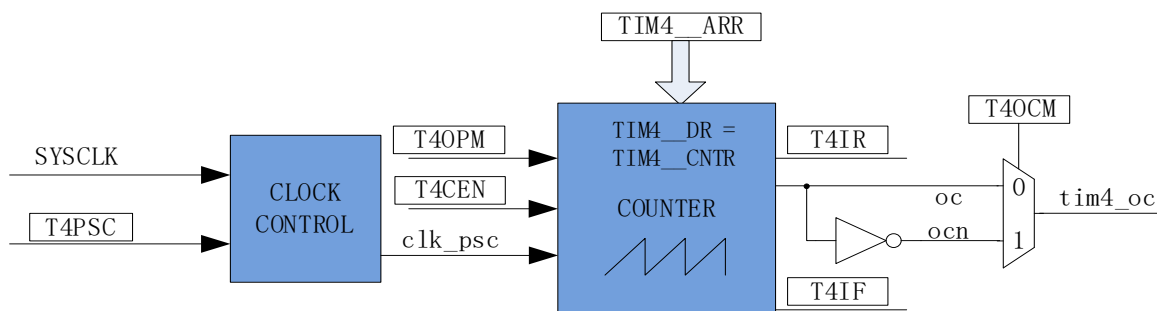 TIM4__ARR
SYSCLK
T4PSC
CLOCK
CONTROL
T4OPM
T4CEN
clk_psc
TIM4__DR =
TIM4__CNTR
COUNTER
T4IR
oc
ocn
T4IF
T4OCM
0
1
tim4_oc